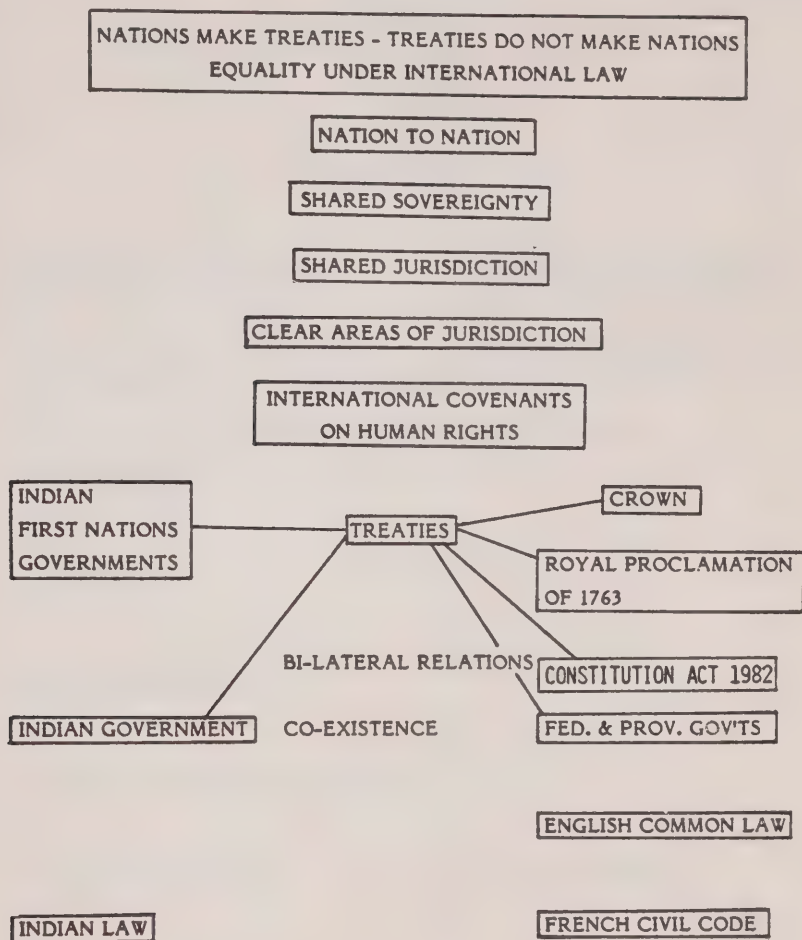 NATIONS MAKE TREATIES - TREATIES DO NOT MAKE NATIONS
EQUALITY UNDER INTERNATIONAL LAW
NATION TO NATION
SHARED SOVEREIGNTY
SHARED JURISDICTION
CLEAR AREAS OF JURISDICTION
INTERNATIONAL COVENANTS
ON HUMAN RIGHTS
INDIAN
FIRST NATIONS
GOVERNMENTS
TREATIES
CROWN
ROYAL PROCLAMATION
OF 1763
BI-LATERAL RELATIONS
CONSTITUTION ACT 1982
INDIAN GOVERNMENT
CO-EXISTENCE
FED. & PROV. GOV'TS
ENGLISH COMMON LAW
INDIAN LAW
FRENCH CIVIL CODE